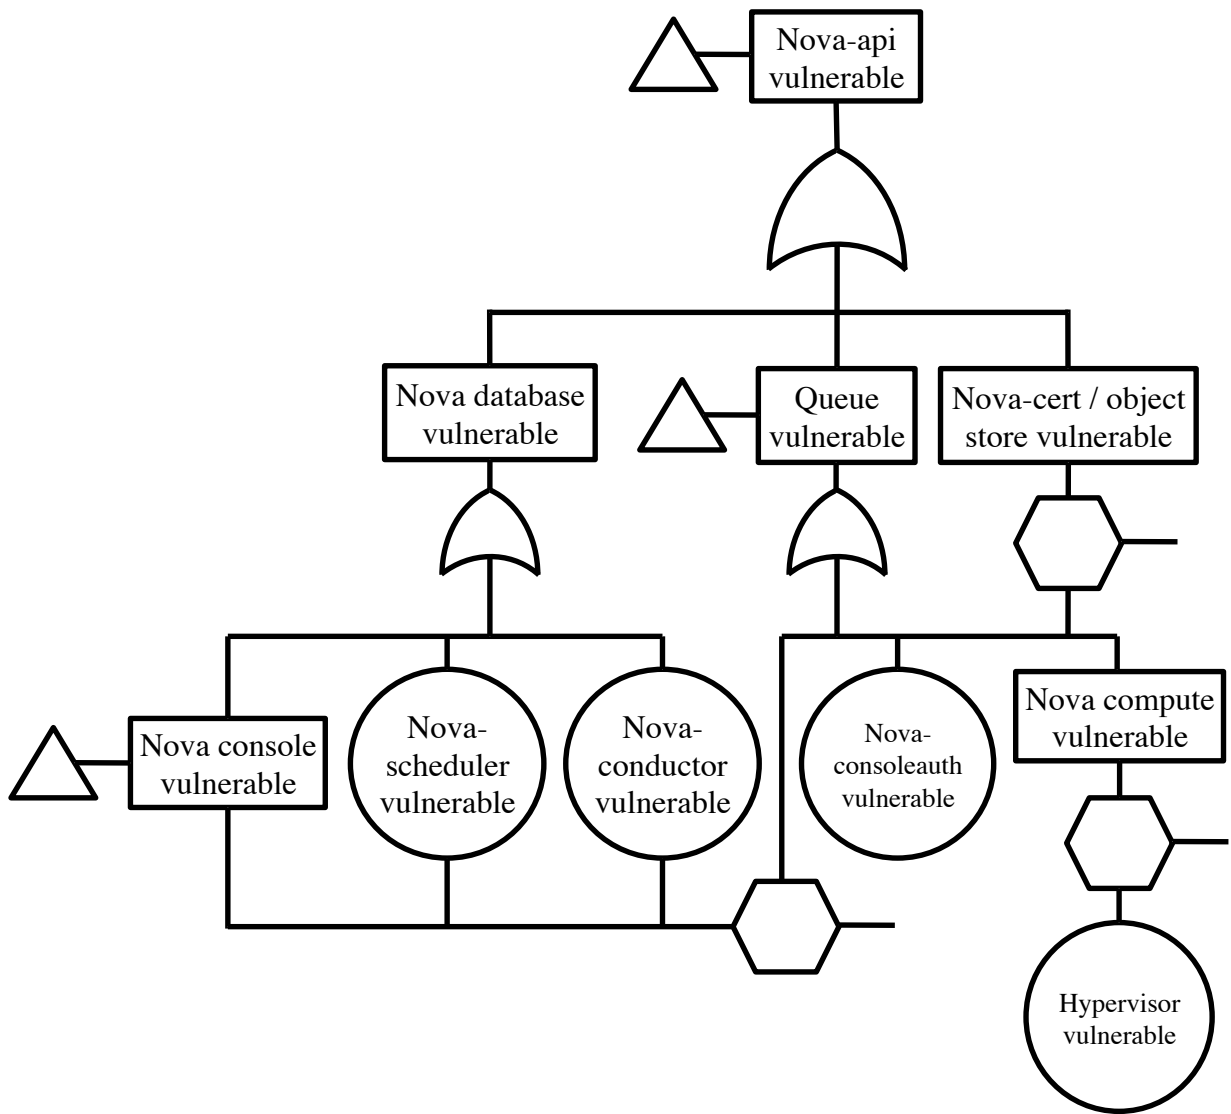 Nova-api
vulnerable
Nova database
vulnerable
Queue
vulnerable
Nova-cert / object
store vulnerable
Nova console
vulnerable
Nova-
scheduler
vulnerable
Nova-
conductor
vulnerable
Nova-
consoleauth
vulnerable
Nova compute
vulnerable
Hypervisor
vulnerable